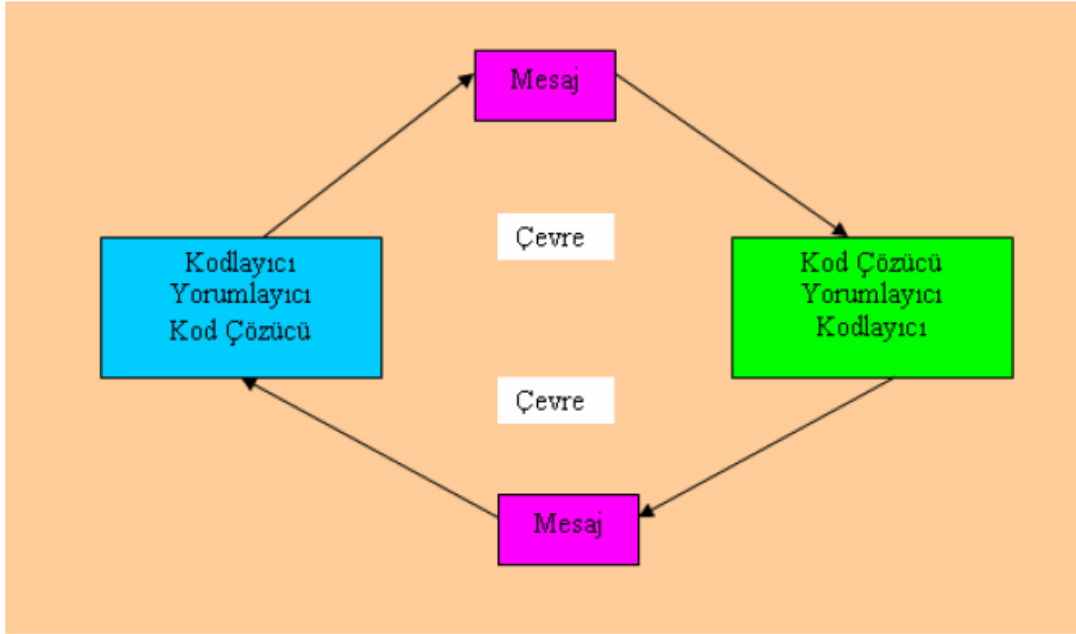 Mesaj
Çevre
Kodlayıcı
Yorumlayıcı
Kod Çözücü
Kod Çözücü
Yorumlayıcı
Kodlayıcı
Çevre
Mesaj